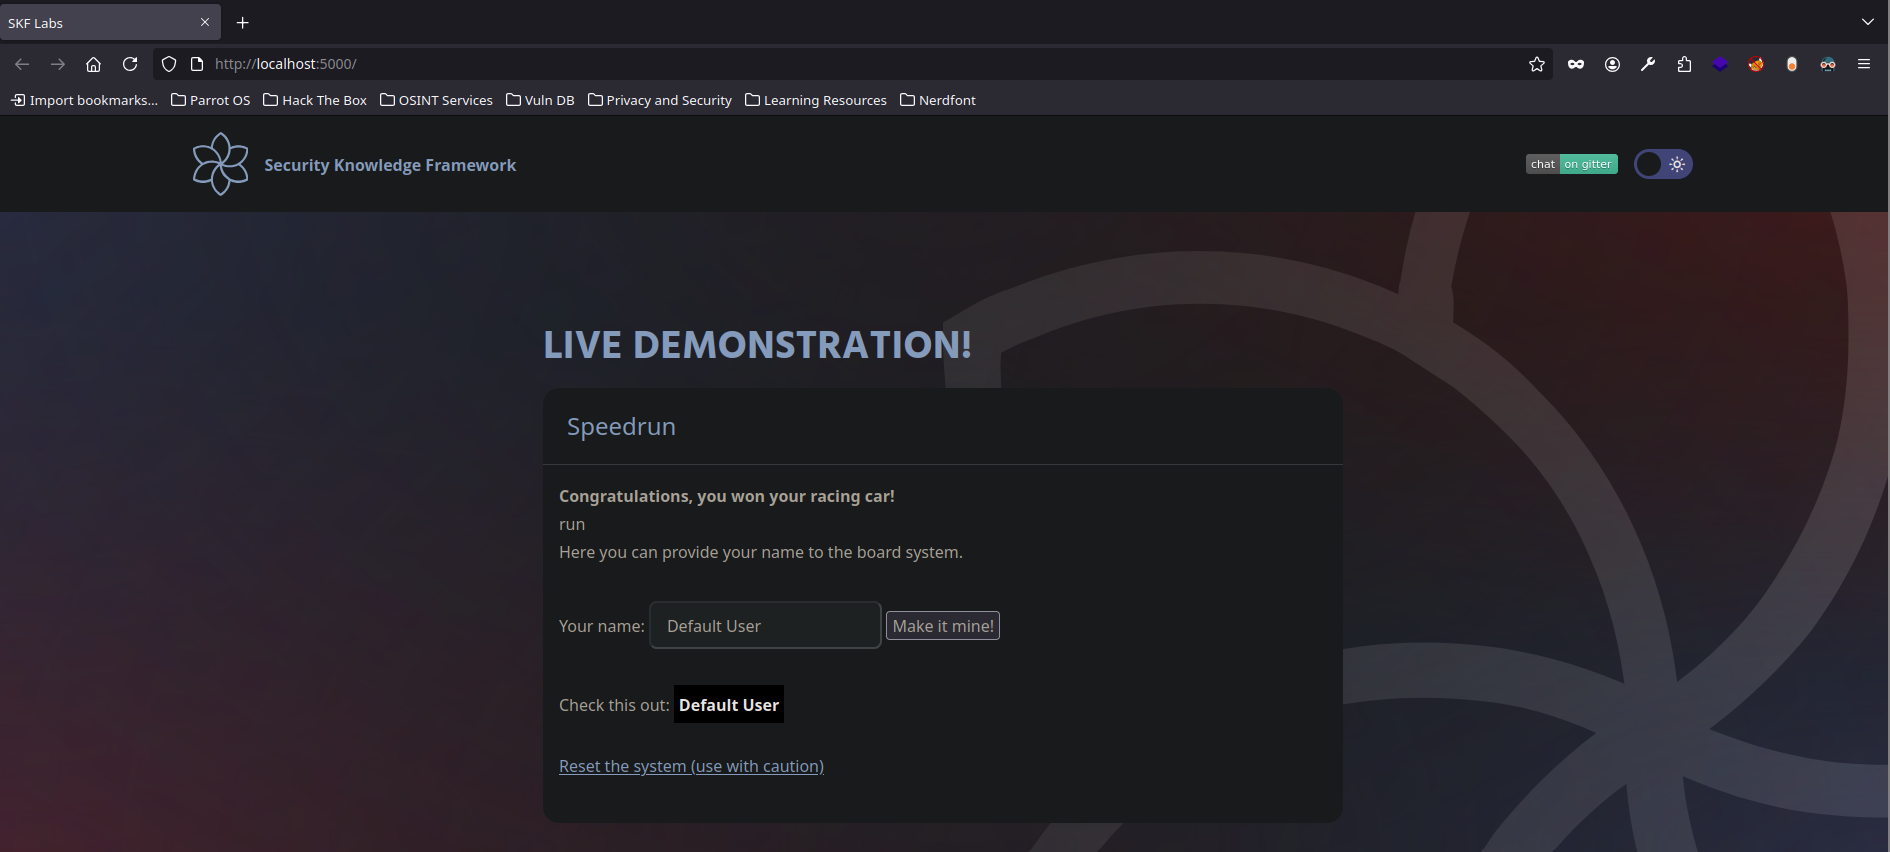 SKF Labs
http://localhost:5000/
Import bookmarks... Parrot OS Hack The Box OSINT Services Vuln DB Privacy and Security Learning Resources Nerdfont
Security Knowledge Framework
chat on gitter
LIVE DEMONSTRATION!
Speedrun
Congratulations, you won your racing car!
run
Here you can provide your name to the board system.
Your name: Default User Make it mine!
Check this out: Default User
Reset the system (use with caution)